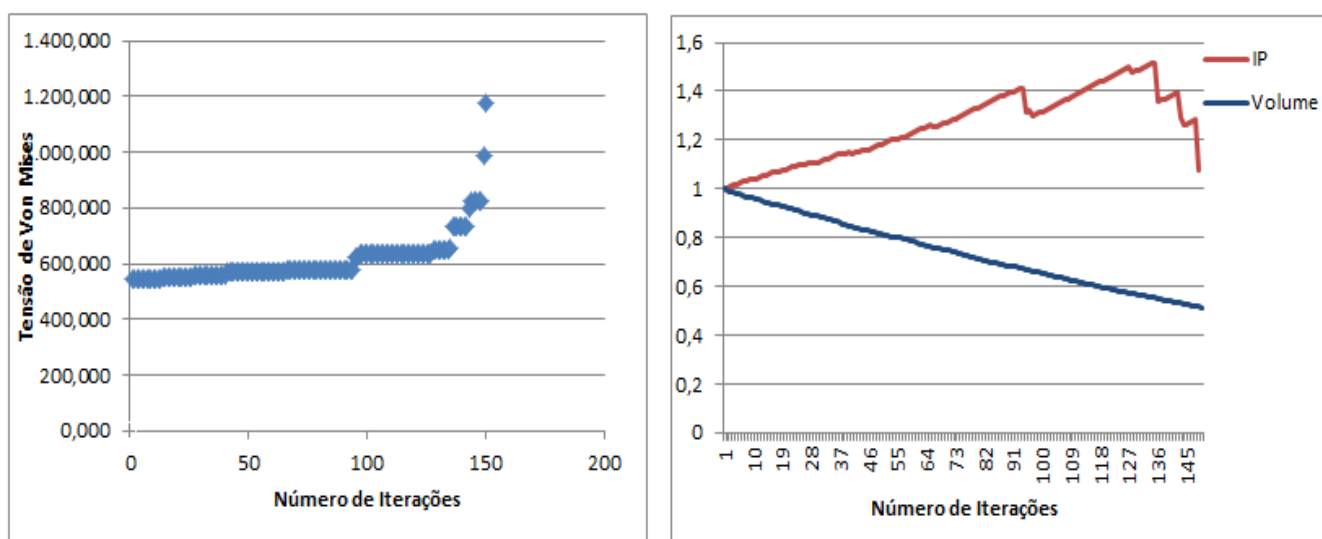 1.400,000
1.200,000
1.000,000
800,000
600,000
400,000
200,000
0,000
Tensão de Von Mises
0 50 100 150 200
Número de Iterações
1,6
1,4
1,2
1
0,8
0,6
0,4
0,2
0
1 10 19 28 37 46 55 64 73 82 91 100 109 118 127 136 145
Número de Iterações
IP
Volume